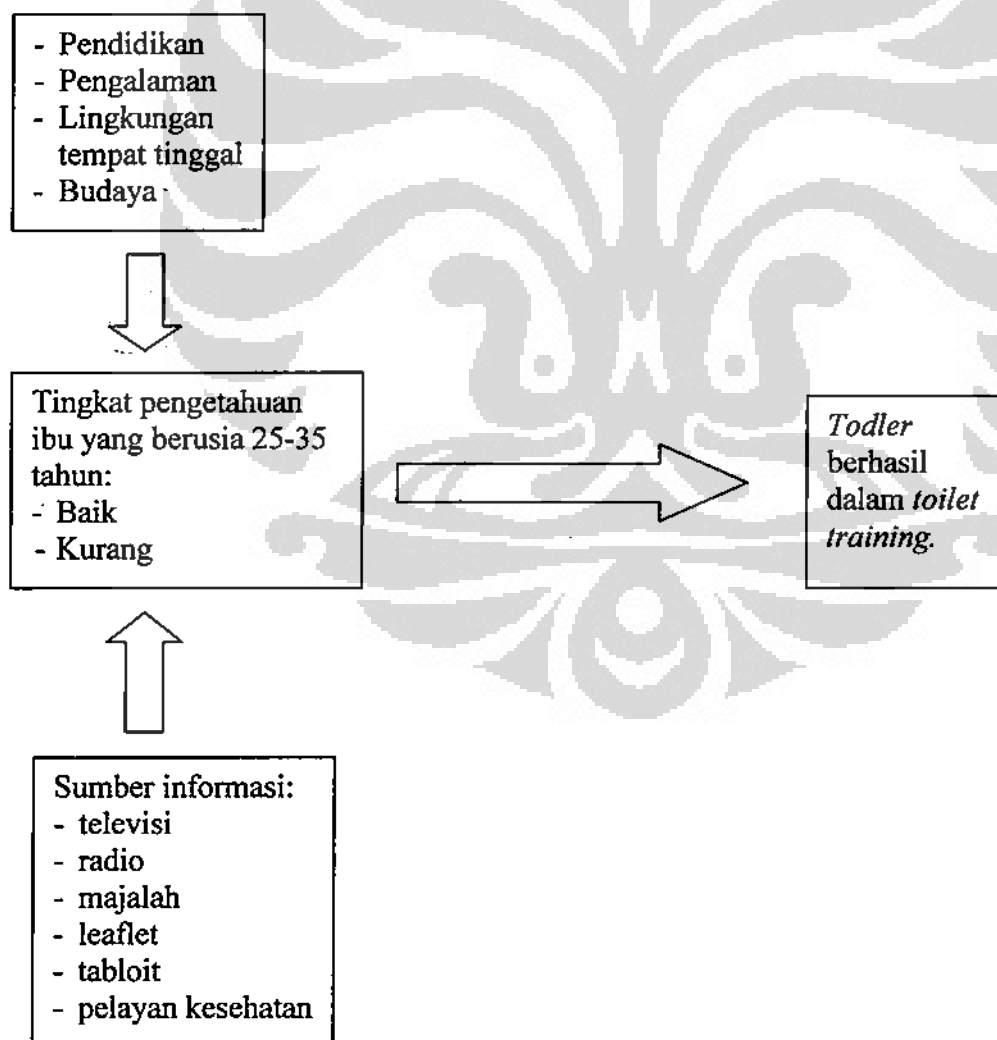 - Pendidikan
- Pengalaman
- Lingkungan
tempat tinggal
- Budaya
Tingkat pengetahuan
ibu yang berusia 25-35
tahun:
- Baik
- Kurang
Todler
berhasil
dalam toilet
training.
Sumber informasi:
- televisi
- radio
- majalah
- leaflet
- tabloit
- pelayan kesehatan